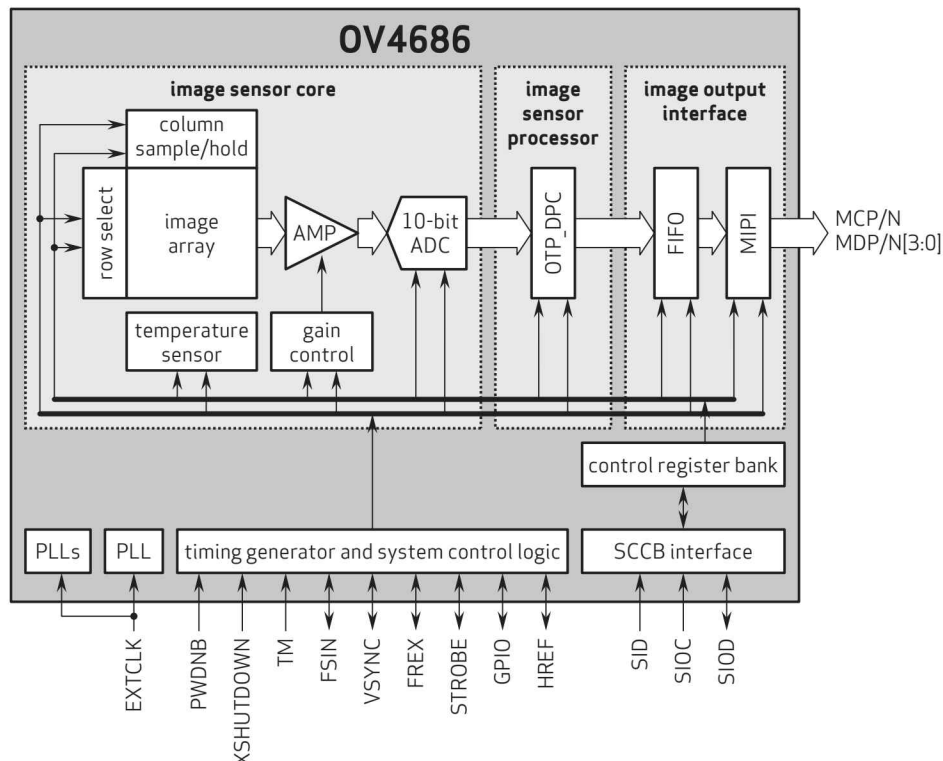 OV4686
image sensor core
image
sensor
processor
image output
interface
column
sample/hold
row select
image
array
AMP
10-bit
ADC
OTP_DPC
FIFO
MIPI
MCP/N
MDP/N[3:0]
temperature
sensor
gain
control
control register bank
PLLs
PLL
timing generator and system control logic
SCCB interface
EXTCLK
PWDNB
XSHUTDOWN
TM
FSIN
VSYNC
FREX
STROBE
GPIO
HREF
SID
SIOC
SIOD